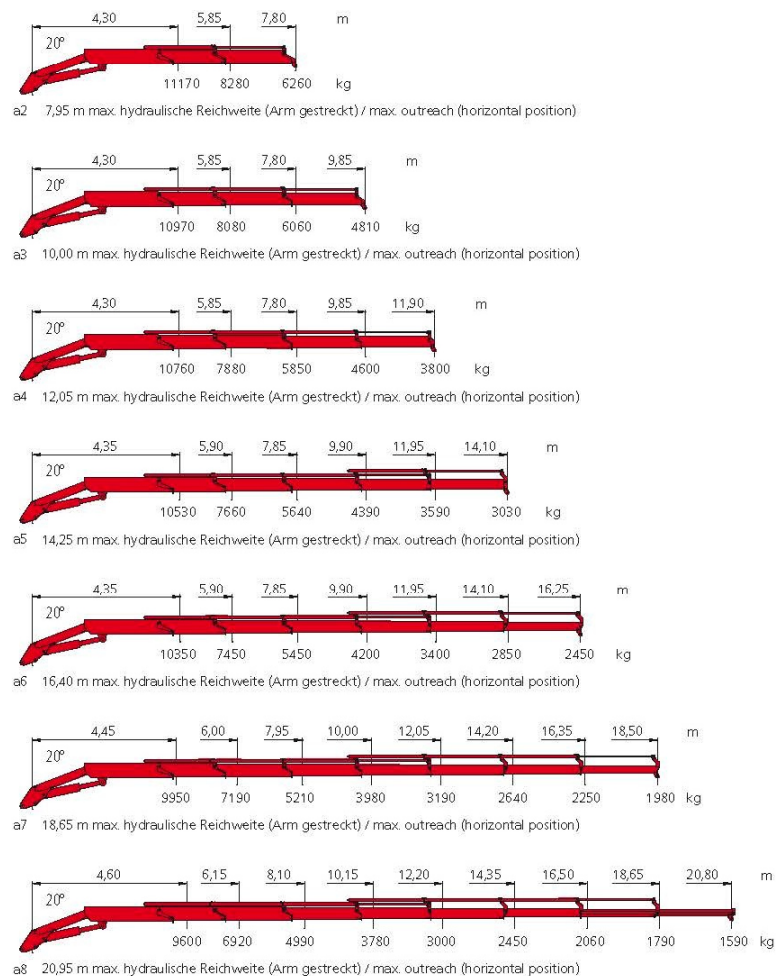 4,30 5,85 7,80 m
20°
11170 8280 6260 kg
a2 7,95 m max. hydraulische Reichweite (Arm gestreckt) / max. outreach (horizontal position)
4,30 5,85 7,80 9,85 m
20°
10970 8080 6060 4810 kg
a3 10,00 m max. hydraulische Reichweite (Arm gestreckt) / max. outreach (horizontal position)
4,30 5,85 7,80 9,85 11,90 m
20°
10760 7880 5850 4600 3800 kg
a4 12,05 m max. hydraulische Reichweite (Arm gestreckt) / max. outreach (horizontal position)
4,35 5,90 7,85 9,90 11,95 14,10 m
20°
10530 7660 5640 4390 3590 3030 kg
a5 14,25 m max. hydraulische Reichweite (Arm gestreckt) / max. outreach (horizontal position)
4,35 5,90 7,85 9,90 11,95 14,10 16,25 m
20°
10350 7450 5450 4200 3400 2850 2450 kg
a6 16,40 m max. hydraulische Reichweite (Arm gestreckt) / max. outreach (horizontal position)
4,45 6,00 7,95 10,00 12,05 14,20 16,35 18,50 m
20°
9950 7190 5210 3980 3190 2640 2250 1980 kg
a7 18,65 m max. hydraulische Reichweite (Arm gestreckt) / max. outreach (horizontal position)
4,60 6,15 8,10 10,15 12,20 14,35 16,50 18,65 20,80 m
20°
9600 6920 4990 3780 3000 2450 2060 1790 1590 kg
a8 20,95 m max. hydraulische Reichweite (Arm gestreckt) / max. outreach (horizontal position)